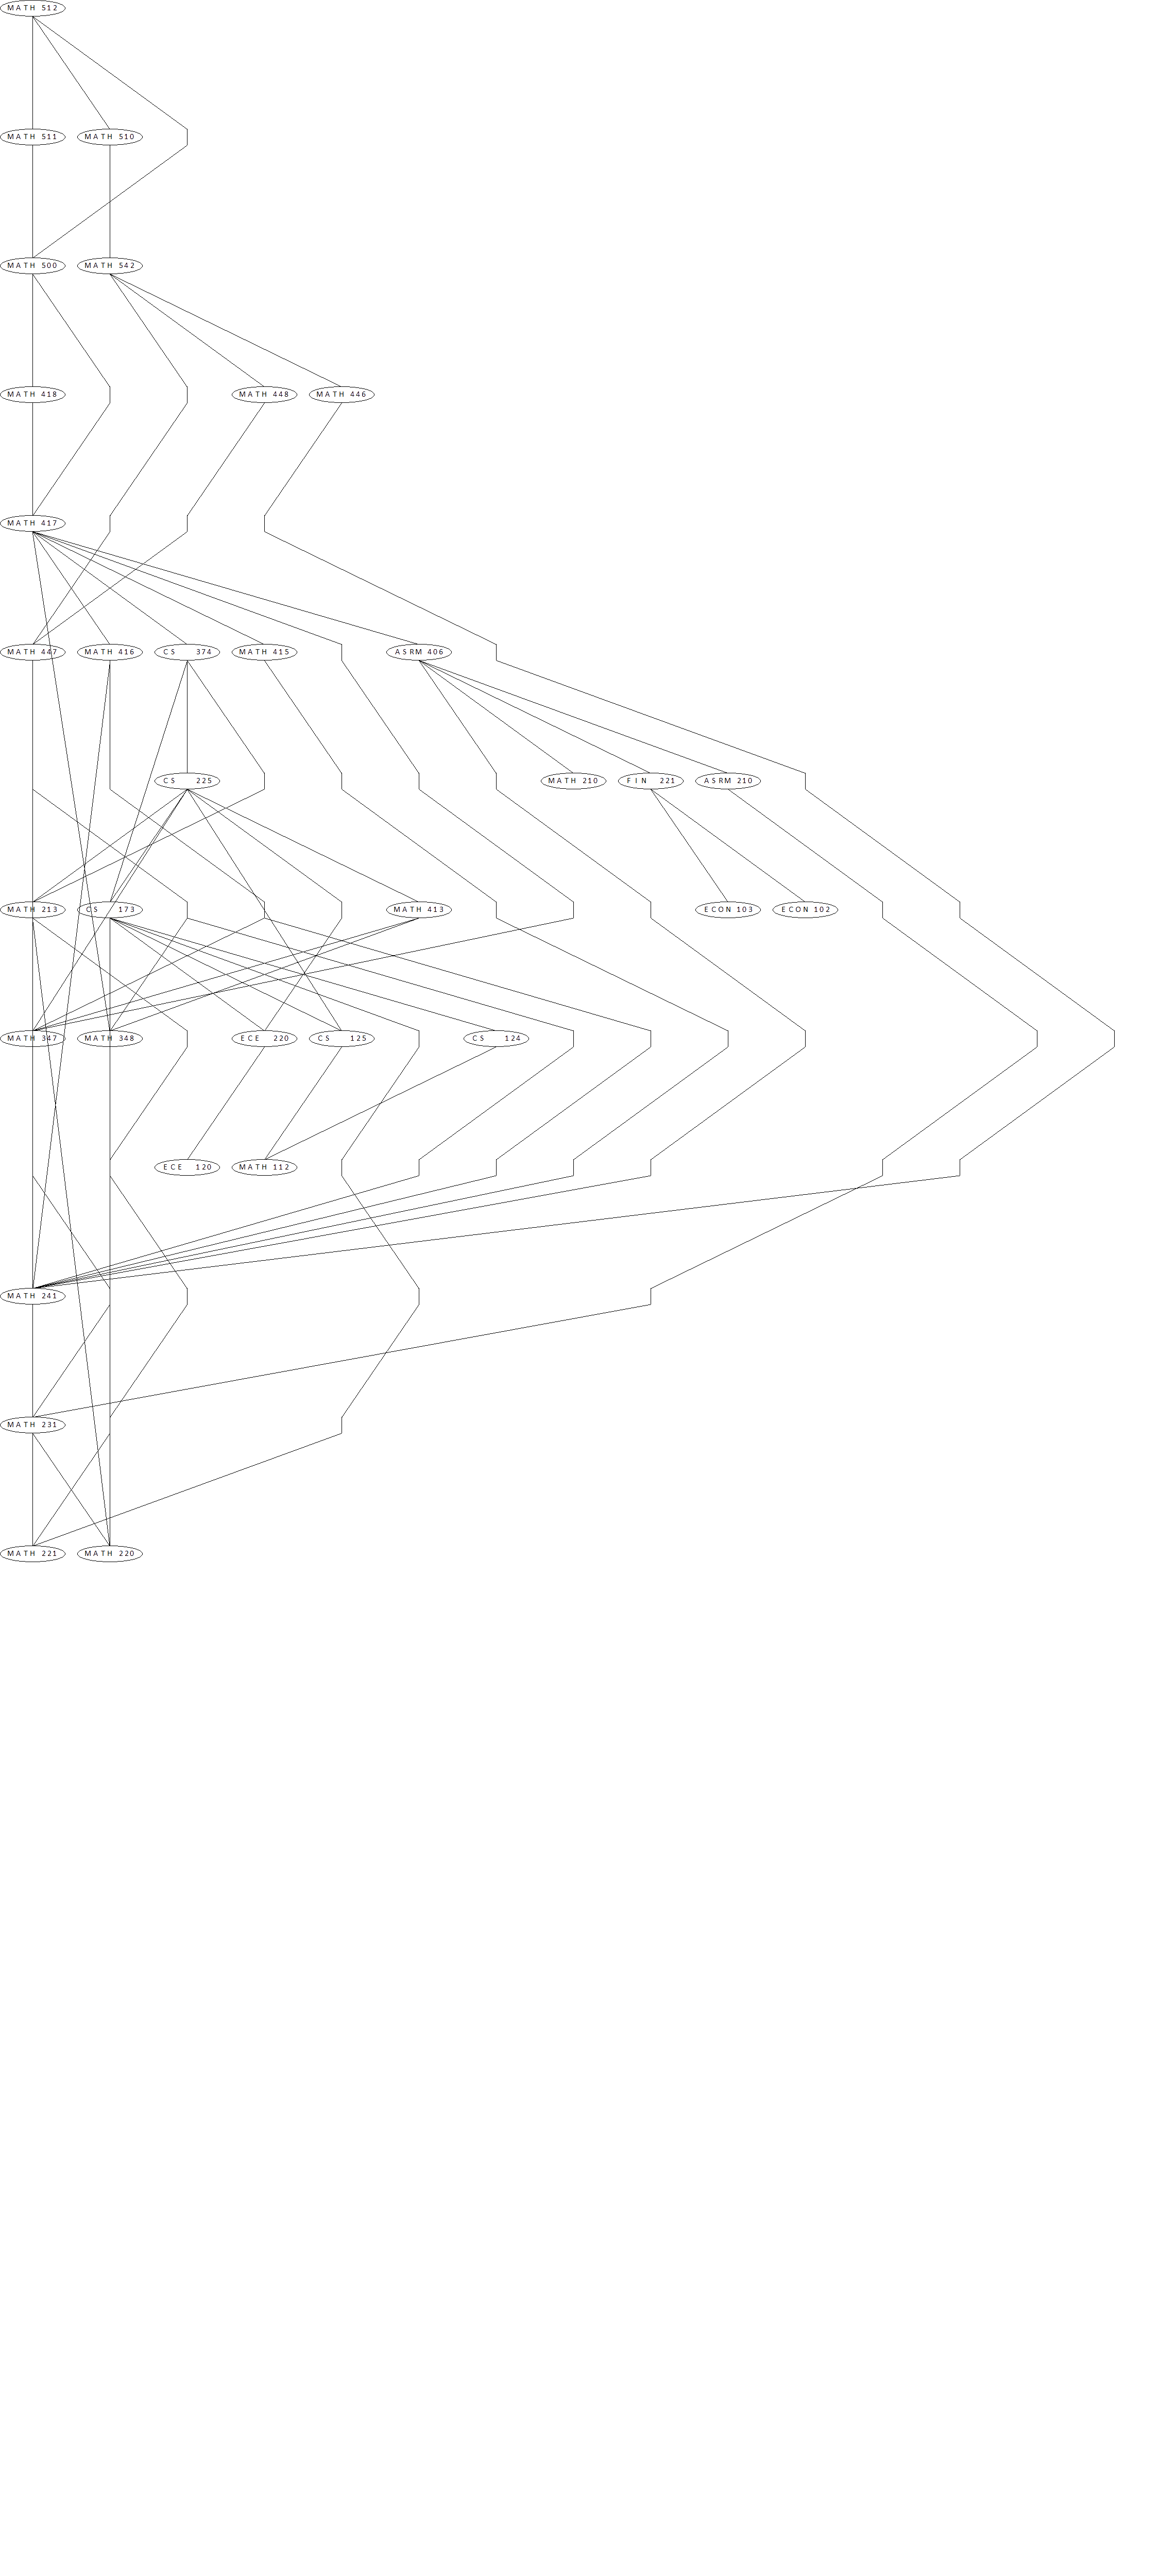 MATH 512
MATH 511 MATH 510
MATH 500 MATH 542
MATH 418 MATH 448 MATH 446
MATH 417
MATH 447 MATH 416 CS 374 MATH 415 ASRM 406
CS 225 MATH 210 FIN 221 ASRM 210
MATH 213 CS 173 MATH 413 ECON 103 ECON 102
MATH 347 MATH 348 ECE 220 CS 125 CS 124
ECE 120 MATH 112
MATH 241
MATH 231
MATH 221 MATH 220